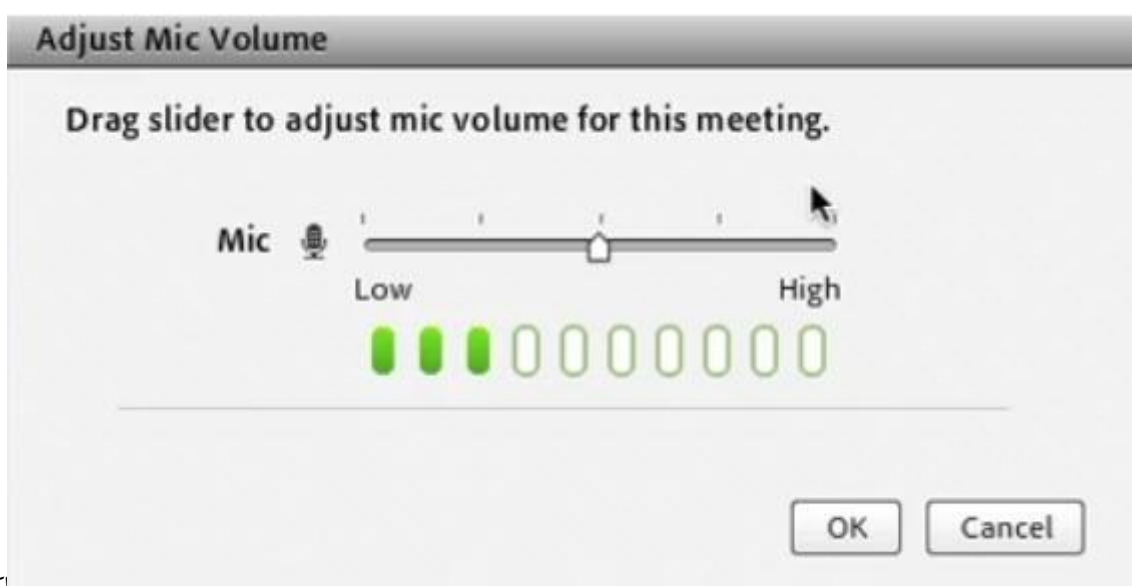 Adjust Mic Volume
Drag slider to adjust mic volume for this meeting.
Mic
Low High
OK Cancel